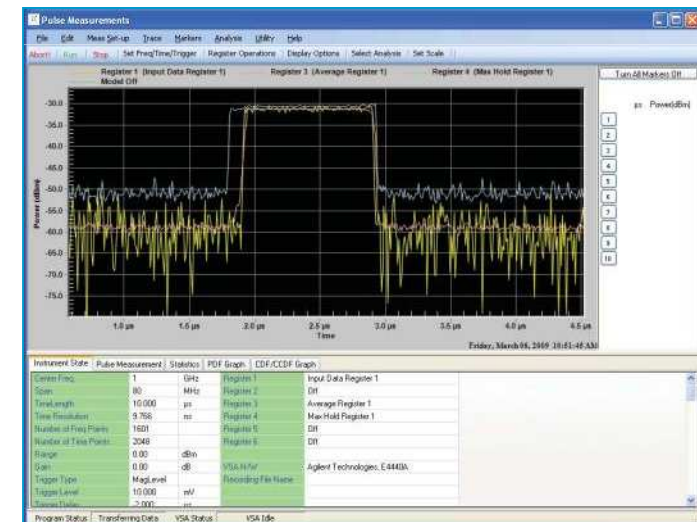 Pulse Measurements
File Edit Meas Set-up Trace Markers Analysis Utility Help
Abort! Run Stop Set Freq/Time/Trigger Register Operations Display Options Select Analysis Set Scale
Register 1 (Input Data Register 1) Register 3 (Average Register 1) Register 4 (Max Hold Register 1)
Model Off
Turn All Markers Off
µs Power(dBm)
Power (dBm)
-30.0
-35.0
-40.0
-45.0
-50.0
-55.0
-60.0
-65.0
-70.0
-75.0
1
2
3
4
5
6
7
8
9
10
1.0 µs 1.5 µs 2.0 µs 2.5 µs 3.0 µs 3.5 µs 4.0 µs 4.5 µs
Time
Friday, March 06, 2009 10:51:45 AM
Instrument State Pulse Measurement Statistics PDF Graph CDF/CCDF Graph
Center Freq 1 GHz Register 1 Input Data Register 1
Span 80 MHz Register 2 Off
TimeLength 10.000 µs Register 3 Average Register 1
Time Resolution 9.766 ns Register 4 Max Hold Register 1
Number of Freq Points 1601 Register 5 Off
Number of Time Points 2048 Register 6 Off
Range 0.00 dBm
Gain 0.00 dB VSA H/W Agilent Technologies, E4440A
Trigger Type MagLevel Recording File Name
Trigger Level 10.000 mV
Trigger Delay -2.000
Program Status Transferring Data VSA Status VSA Idle